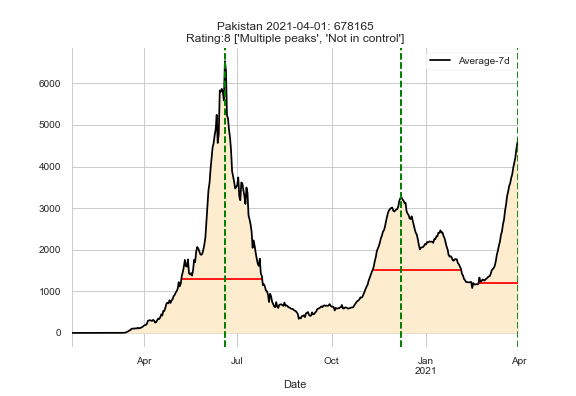 Pakistan 2021-04-01: 678165
Rating:8 ['Multiple peaks', 'Not in control']
Average-7d
6000
5000
4000
3000
2000
1000
0
Apr
Jul
Oct
Jan
2021
Apr
Date